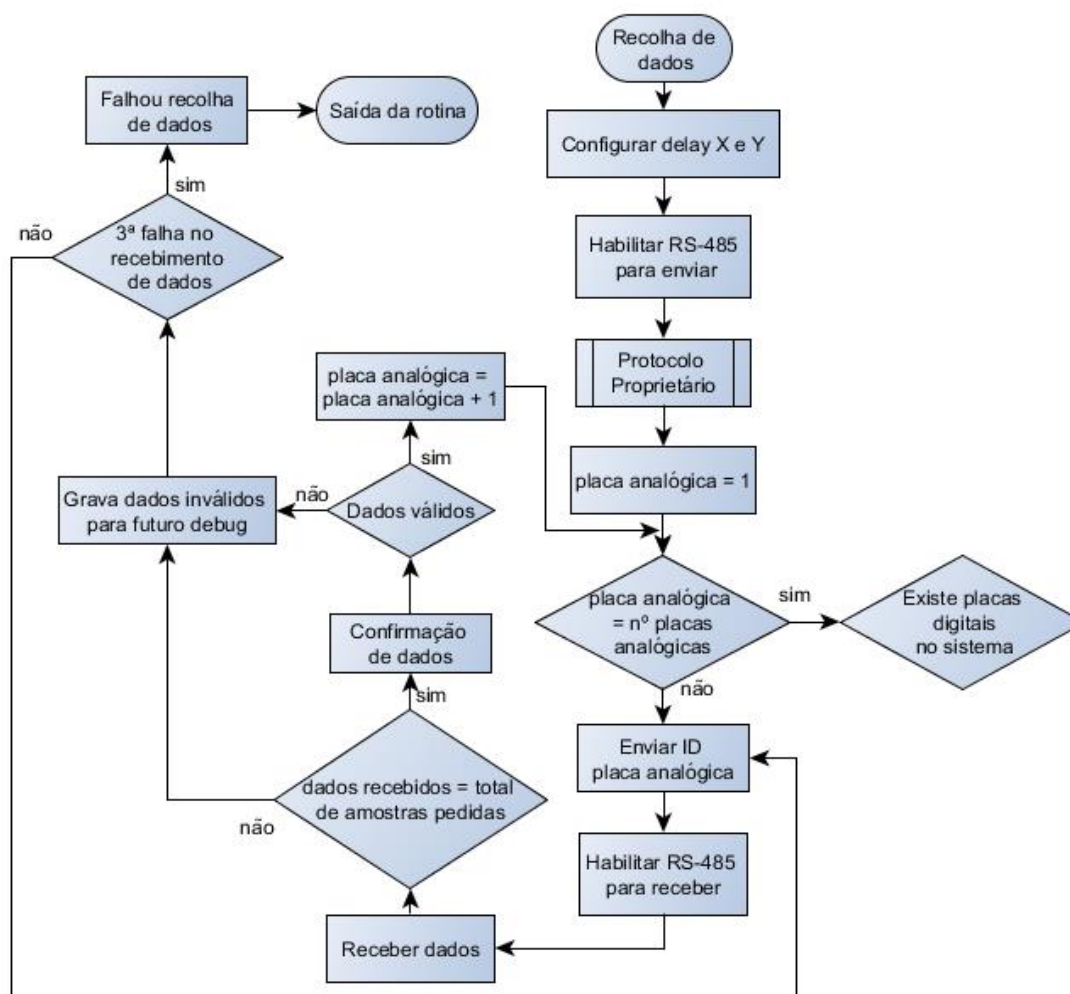 Recolha de
dados
Configurar delay X e Y
Habilitar RS-485
para enviar
Protocolo
Proprietário
placa analógica = 1
placa analógica
= nº placas
analógicas
sim
Existe placas
digitais
no sistema
não
Enviar ID
placa analógica
Habilitar RS-485
para receber
Receber dados
dados recebidos = total
de amostras pedidas
não
sim
Confirmação
de dados
Dados válidos
não
sim
placa analógica =
placa analógica + 1
Grava dados inválidos
para futuro debug
3ª falha no
recebimento
de dados
não
sim
Falhou recolha
de dados
Saída da rotina